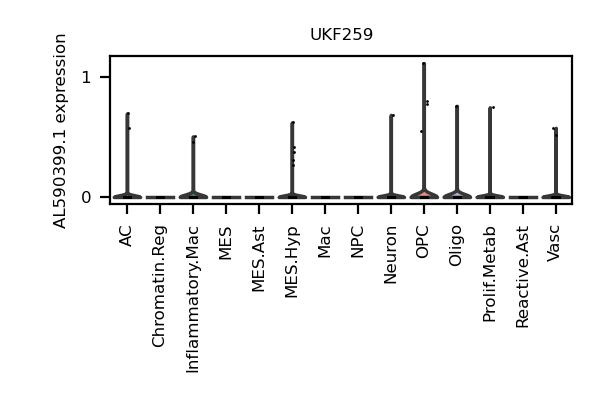 UKF259
AL590399.1 expression
1
0
AC
Chromatin.Reg
Inflammatory.Mac
MES
MES.Ast
MES.Hyp
Mac
NPC
Neuron
OPC
Oligo
Prolif.Metab
Reactive.Ast
Vasc